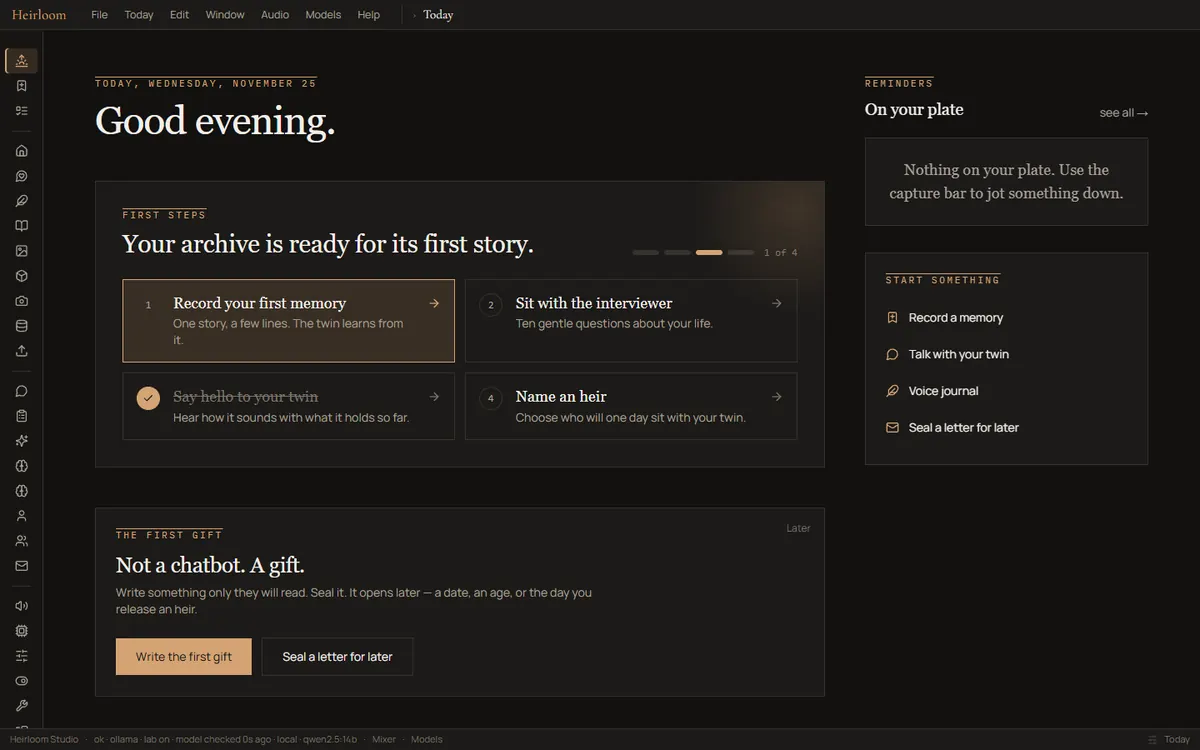 Heirloom File Today Edit Window Audio Models Help · Today
TODAY, WEDNESDAY, NOVEMBER 25
Good evening.
FIRST STEPS
Your archive is ready for its first story.
1 of 4
1 Record your first memory →
One story, a few lines. The twin learns from
it.
2 Sit with the interviewer →
Ten gentle questions about your life.
Say hello to your twin →
Hear how it sounds with what it holds so far.
4 Name an heir →
Choose who will one day sit with your twin.
THE FIRST GIFT
Later
Not a chatbot. A gift.
Write something only they will read. Seal it. It opens later — a date, an age, or the day you
release an heir.
Write the first gift
Seal a letter for later
REMINDERS
On your plate
see all →
Nothing on your plate. Use the
capture bar to jot something down.
START SOMETHING
Record a memory
Talk with your twin
Voice journal
Seal a letter for later
Heirloom Studio · ok · ollama · lab on · model checked 0s ago · local · qwen2.5:14b · Mixer · Models
Today